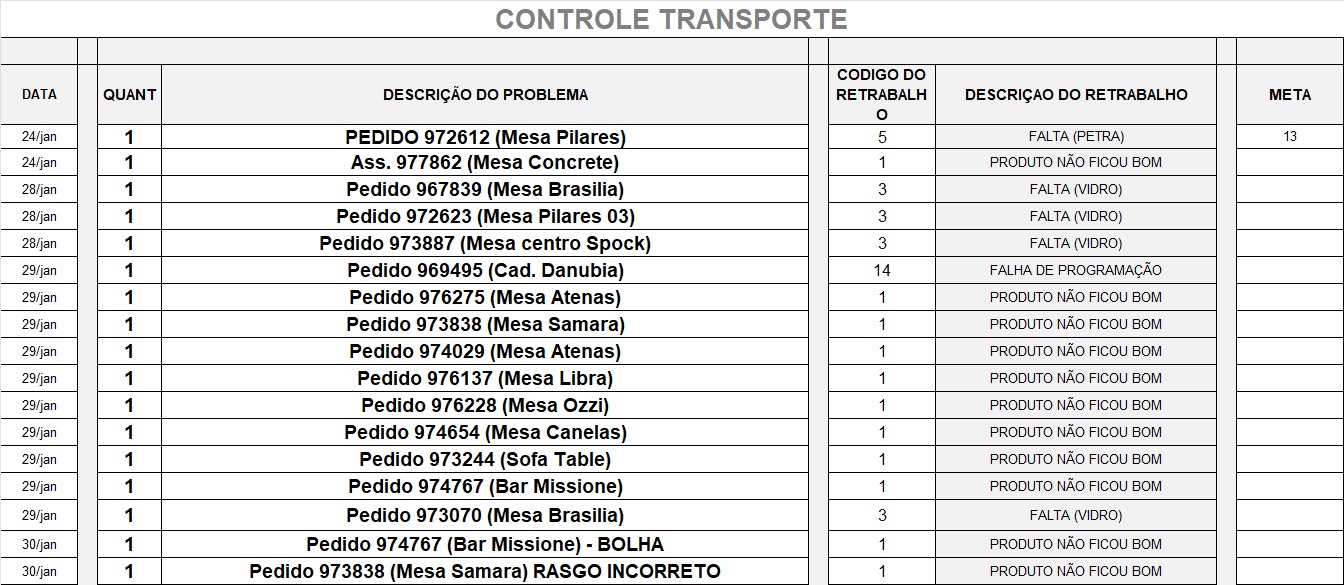 CONTROLE TRANSPORTE
DATA QUANT DESCRIÇÃO DO PROBLEMA CODIGO DO RETRABALH O DESCRIÇAO DO RETRABALHO META
24/jan 1 PEDIDO 972612 (Mesa Pilares) 5 FALTA (PETRA) 13
24/jan 1 Ass. 977862 (Mesa Concrete) 1 PRODUTO NÃO FICOU BOM
28/jan 1 Pedido 967839 (Mesa Brasilia) 3 FALTA (VIDRO)
28/jan 1 Pedido 972623 (Mesa Pilares 03) 3 FALTA (VIDRO)
28/jan 1 Pedido 973887 (Mesa centro Spock) 3 FALTA (VIDRO)
29/jan 1 Pedido 969495 (Cad. Danubia) 14 FALHA DE PROGRAMAÇÃO
29/jan 1 Pedido 976275 (Mesa Atenas) 1 PRODUTO NÃO FICOU BOM
29/jan 1 Pedido 973838 (Mesa Samara) 1 PRODUTO NÃO FICOU BOM
29/jan 1 Pedido 974029 (Mesa Atenas) 1 PRODUTO NÃO FICOU BOM
29/jan 1 Pedido 976137 (Mesa Libra) 1 PRODUTO NÃO FICOU BOM
29/jan 1 Pedido 976228 (Mesa Ozzi) 1 PRODUTO NÃO FICOU BOM
29/jan 1 Pedido 974654 (Mesa Canelas) 1 PRODUTO NÃO FICOU BOM
29/jan 1 Pedido 973244 (Sofa Table) 1 PRODUTO NÃO FICOU BOM
29/jan 1 Pedido 974767 (Bar Missione) 1 PRODUTO NÃO FICOU BOM
29/jan 1 Pedido 973070 (Mesa Brasilia) 3 FALTA (VIDRO)
30/jan 1 Pedido 974767 (Bar Missione) - BOLHA 1 PRODUTO NÃO FICOU BOM
30/jan 1 Pedido 973838 (Mesa Samara) RASGO INCORRETO 1 PRODUTO NÃO FICOU BOM